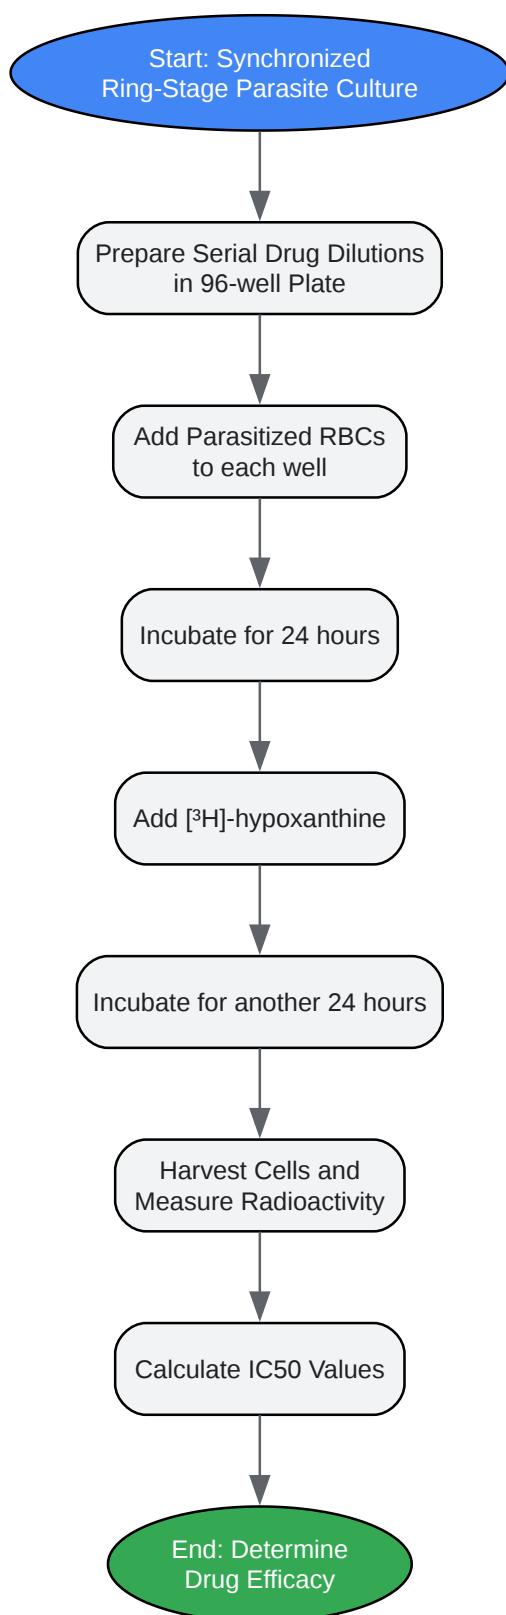 Start: Synchronized
Ring-Stage Parasite Culture
Prepare Serial Drug Dilutions
in 96-well Plate
Add Parasitized RBCs
to each well
Incubate for 24 hours
Add [³H]-hypoxanthine
Incubate for another 24 hours
Harvest Cells and
Measure Radioactivity
Calculate IC50 Values
End: Determine
Drug Efficacy